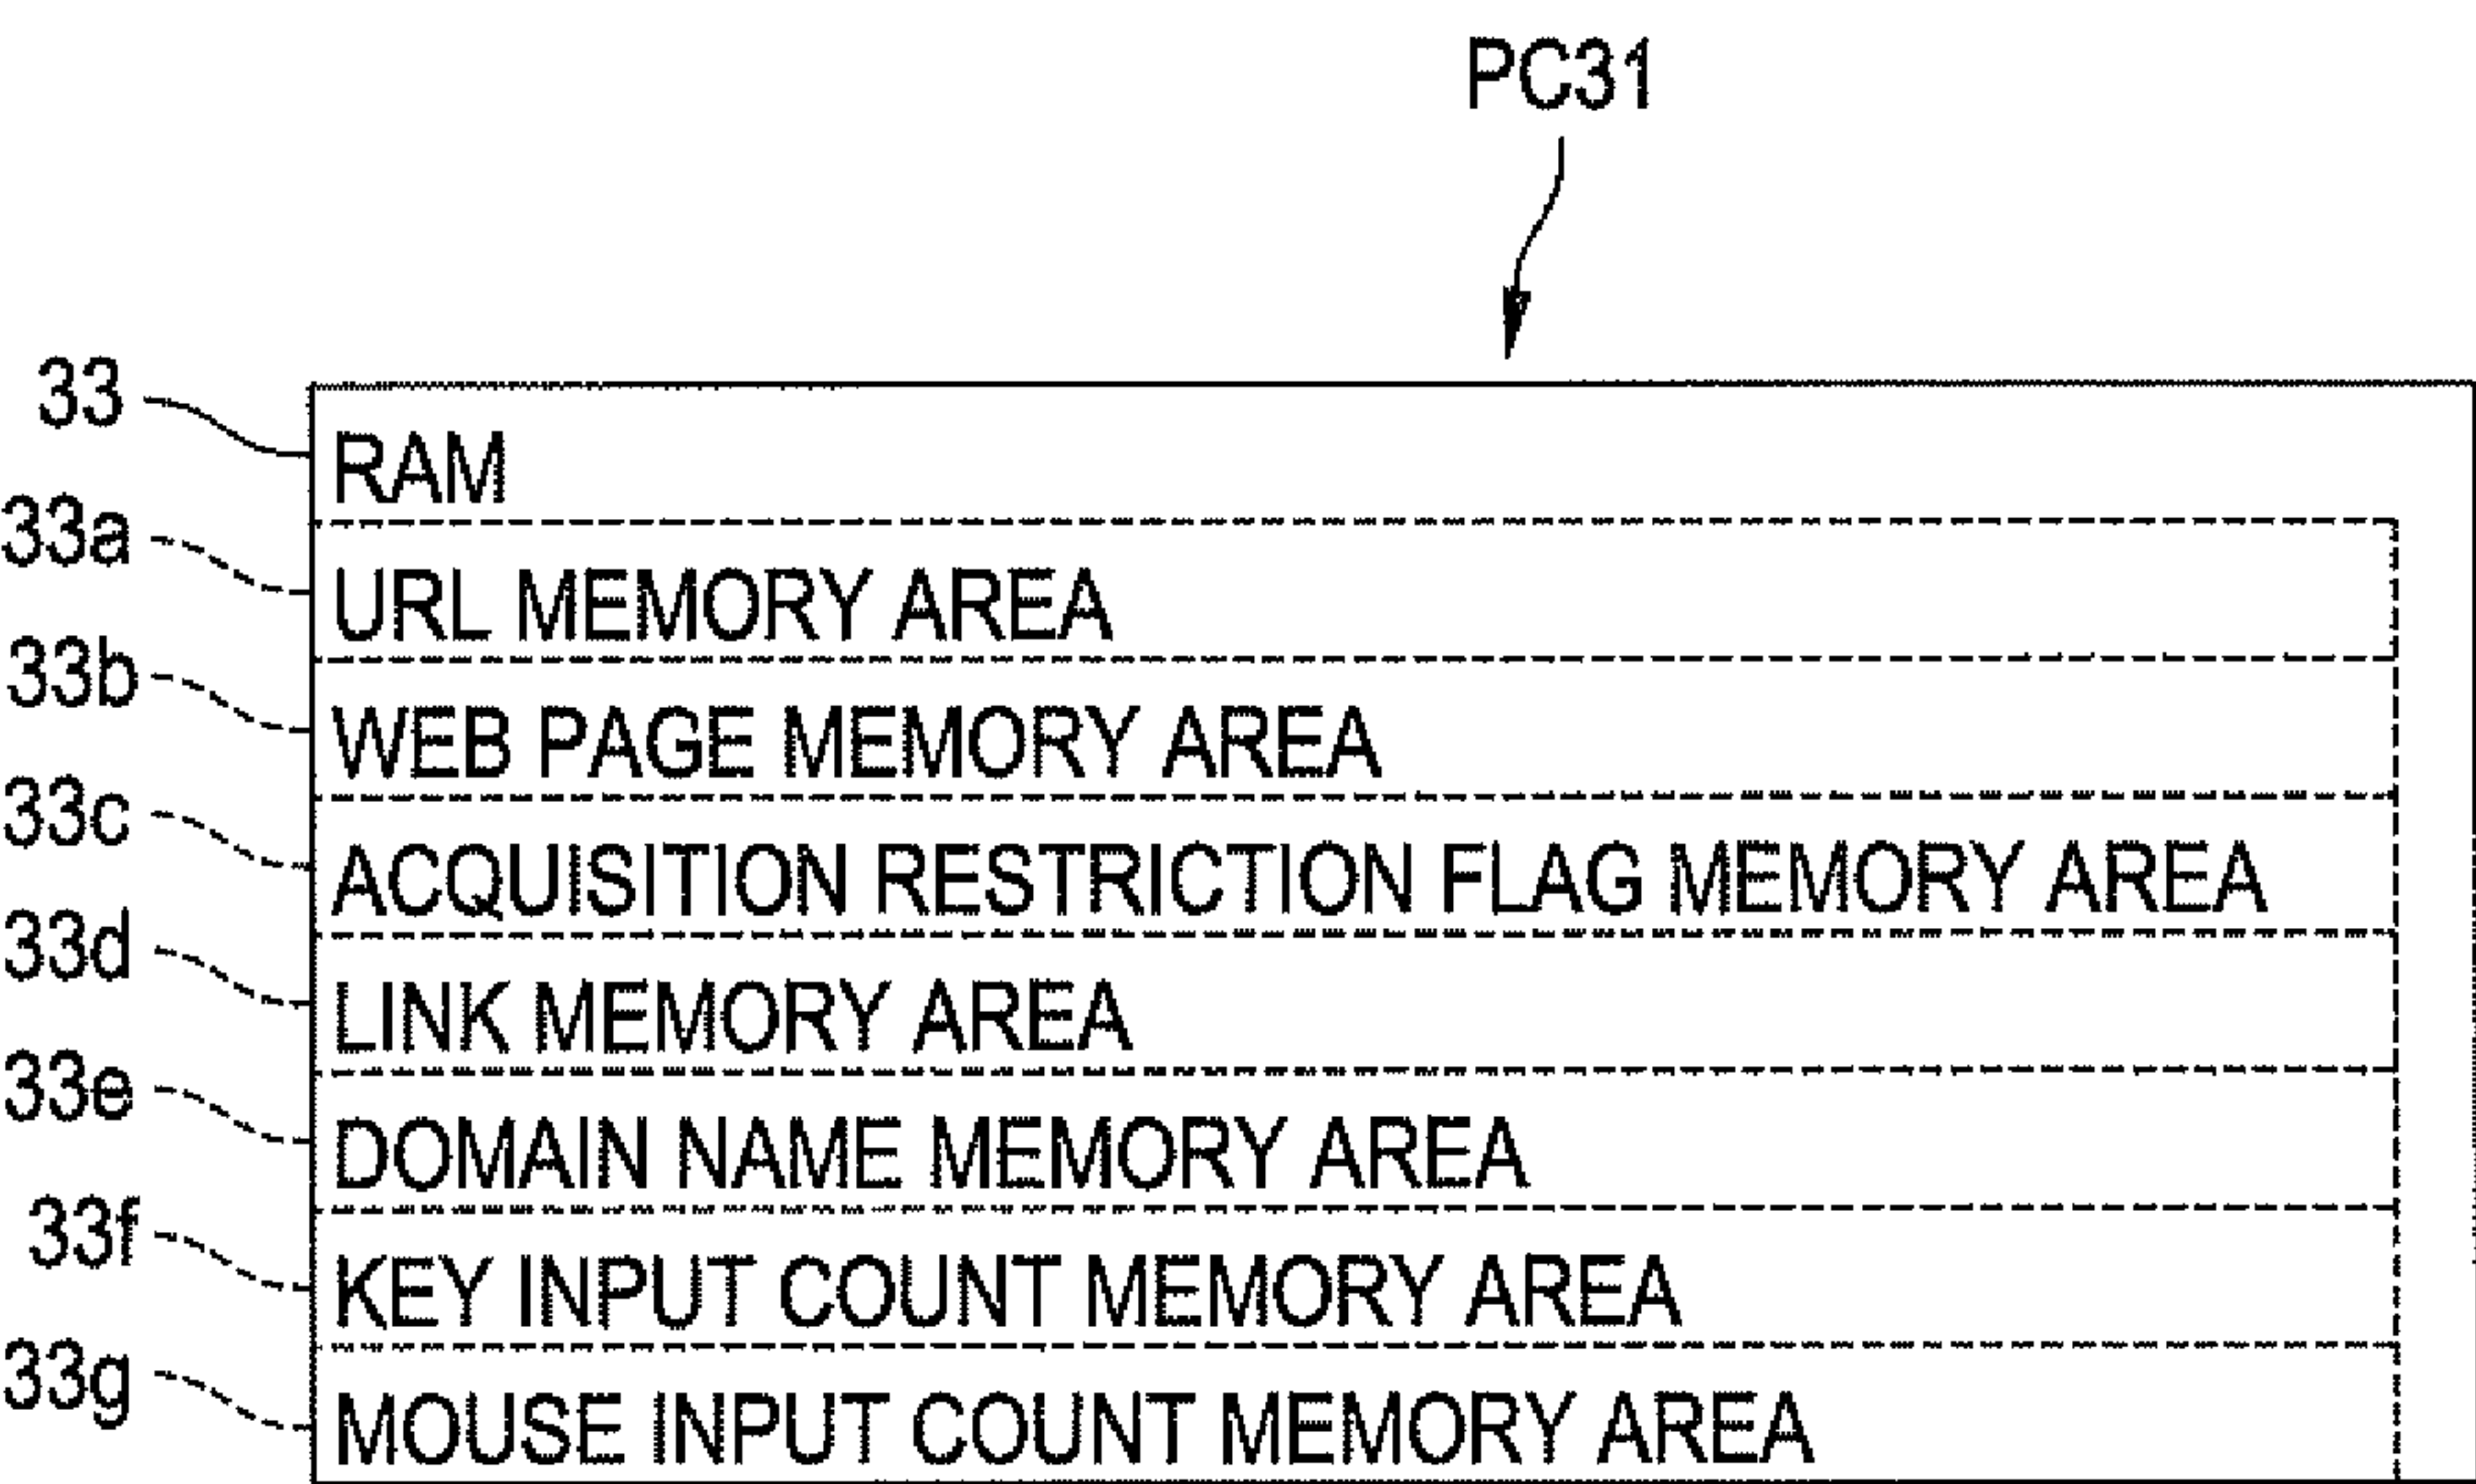 PC31
33 RAM
33a URL MEMORY AREA
33b WEB PAGE MEMORY AREA
33c ACQUISITION RESTRICTION FLAG MEMORY AREA
33d LINK MEMORY AREA
33e DOMAIN NAME MEMORY AREA
33f KEY INPUT COUNT MEMORY AREA
33g MOUSE INPUT COUNT MEMORY AREA